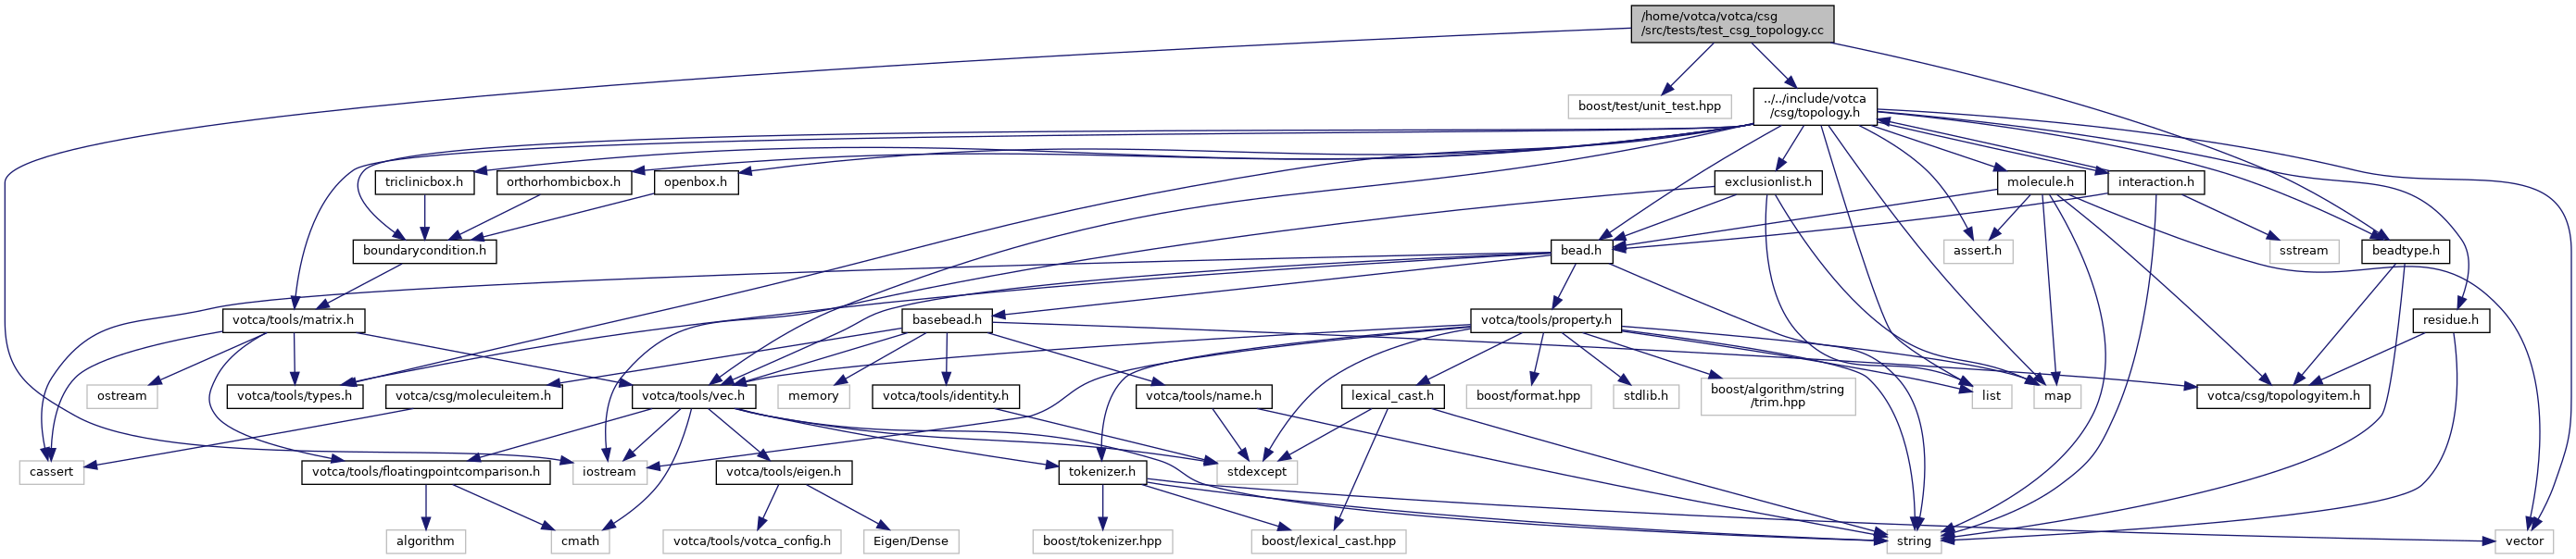 /home/votca/votca/csg
/src/tests/test_csg_topology.cc
boost/test/unit_test.hpp
../../include/votca
/csg/topology.h
triclinicbox.h
orthorhombicbox.h
openbox.h
exclusionlist.h
molecule.h
interaction.h
boundarycondition.h
bead.h
assert.h
sstream
beadtype.h
votca/tools/matrix.h
basebead.h
votca/tools/property.h
residue.h
ostream
votca/tools/types.h
votca/csg/moleculeitem.h
votca/tools/vec.h
memory
votca/tools/identity.h
votca/tools/name.h
lexical_cast.h
boost/format.hpp
stdlib.h
boost/algorithm/string
/trim.hpp
list
map
votca/csg/topologyitem.h
cassert
votca/tools/floatingpointcomparison.h
iostream
votca/tools/eigen.h
tokenizer.h
stdexcept
algorithm
cmath
votca/tools/votca_config.h
Eigen/Dense
boost/tokenizer.hpp
boost/lexical_cast.hpp
string
vector